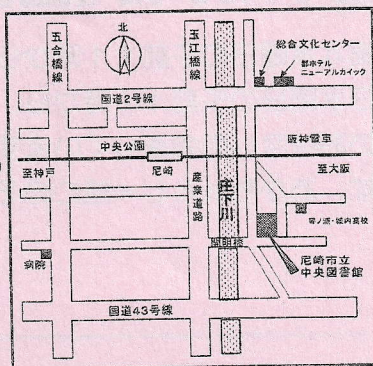 五合橋線
北
玉江橋線
総合文化センター
都ホテル
ニューアルカイック
国道2号線
中央公園
阪神電車
尼崎
至神戸
至大阪
産業道路
庄下川
琴ノ浦・城内高校
開明橋
病院
尼崎市立
中央図書館
国道43号線